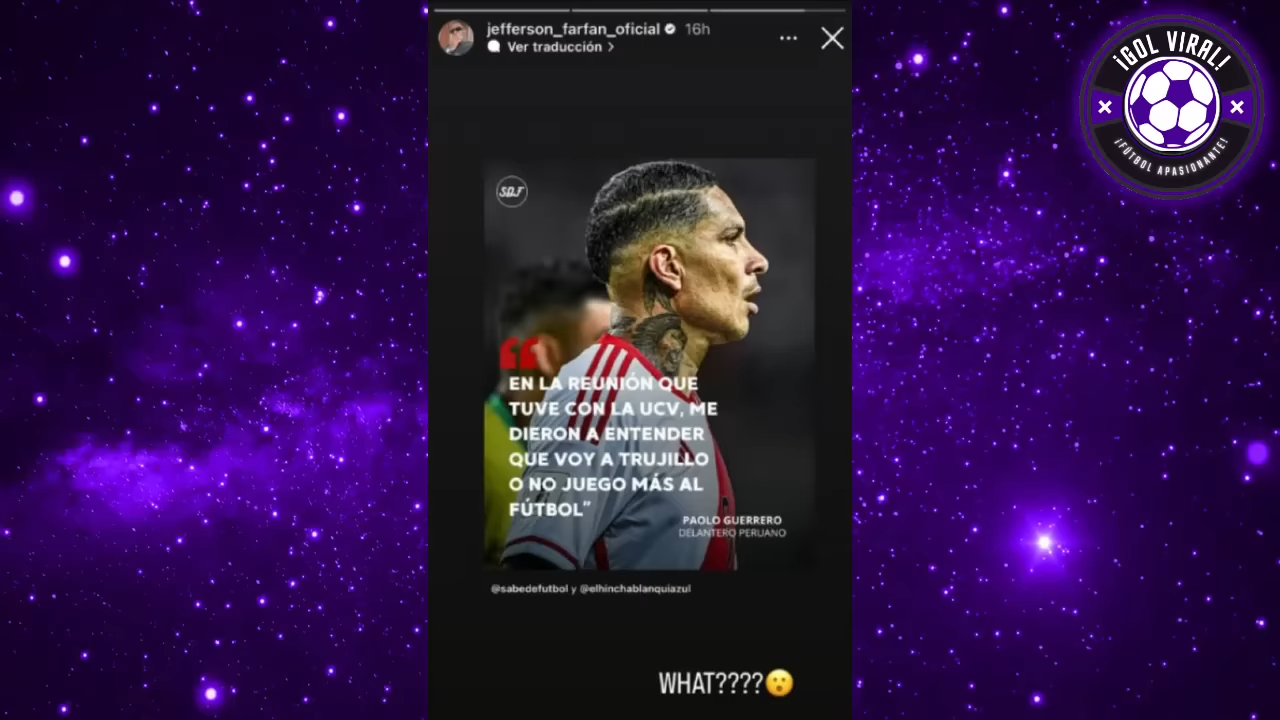 jefferson_farfan_oficial 16h
Ver traducción >
¡GOL VIRAL!
¡FÚTBOL APASIONANTE!
SDF
“
EN LA REUNIÓN QUE
TUVE CON LA UCV, ME
DIERON A ENTENDER
QUE VOY A TRUJILLO
O NO JUEGO MÁS AL
FÚTBOL”
PAOLO GUERRERO
DELANTERO PERUANO
@sabedefutbol y @elhinchablanquiazul
WHAT????😮